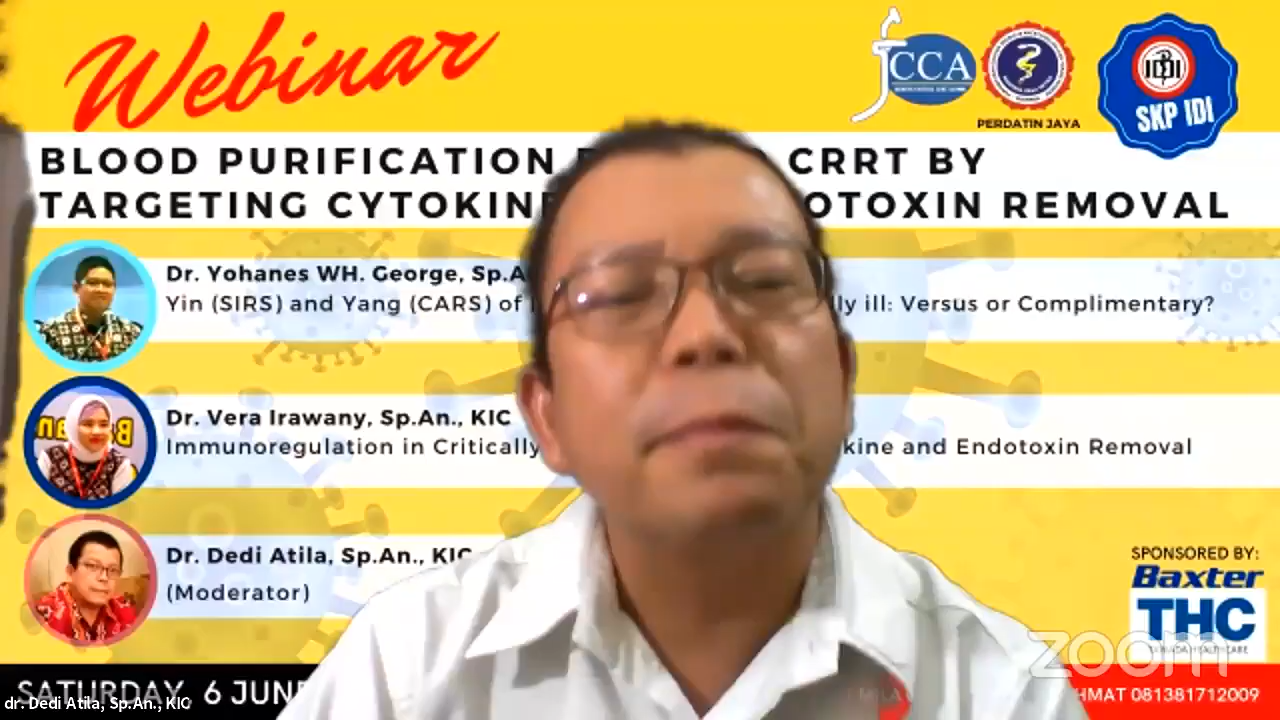 Webinar
JCCA
PERDATIN JAYA
IDI
SKP IDI
BLOOD PURIFICATION CRRT BY
TARGETING CYTOKIN OTOXIN REMOVAL
Dr. Yohanes WH. George, Sp.A
Yin (SIRS) and Yang (CARS) of ly ill: Versus or Complimentary?
Dr. Vera Irawany, Sp.An., KIC
Immunoregulation in Critically kine and Endotoxin Removal
Dr. Dedi Atila, Sp.An., KIC
(Moderator)
SPONSORED BY:
Baxter
THC
zoom
SATURDAY, 6 JUN HMAT 081381712009
dr. Dedi Atila, Sp.An., KIC